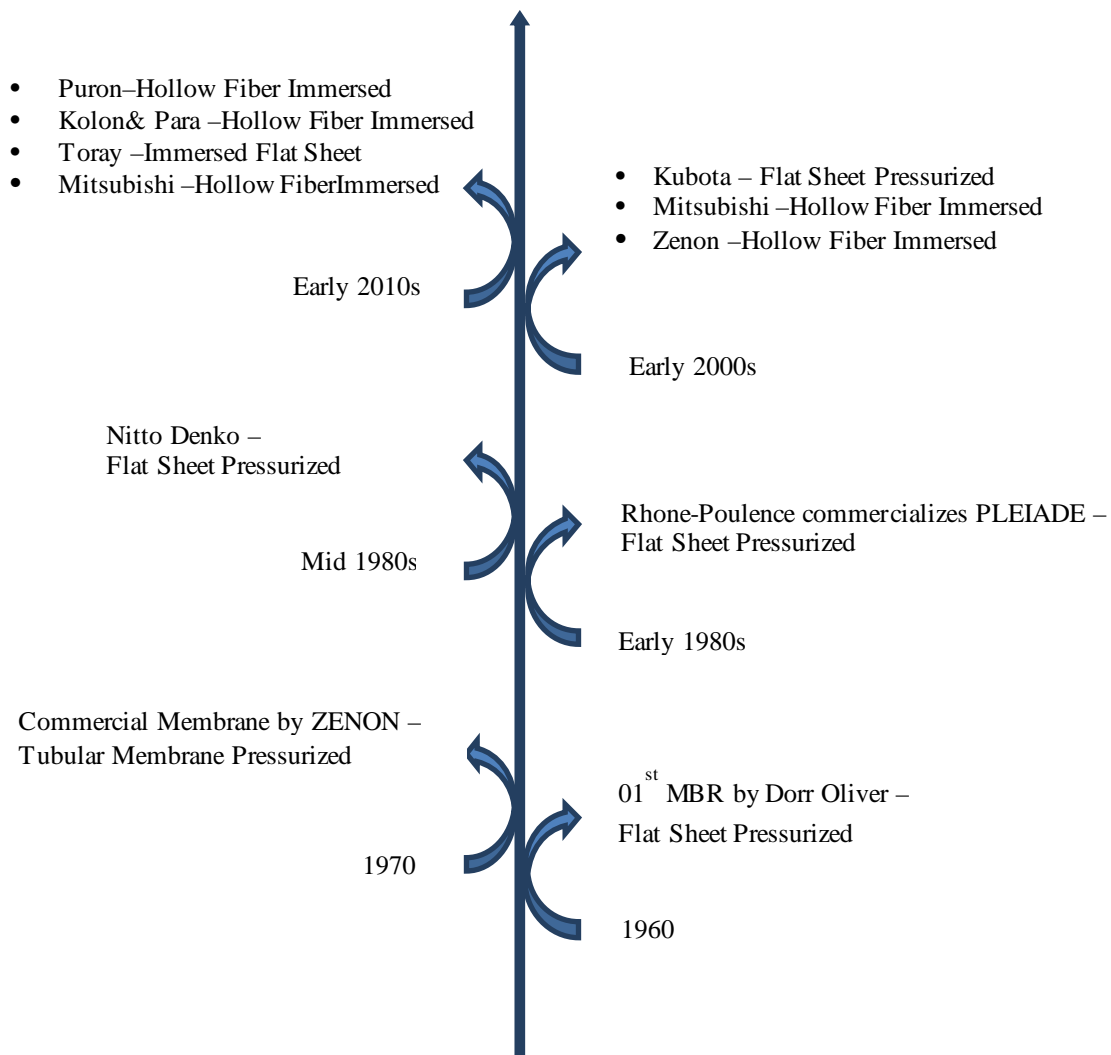 • Puron–Hollow Fiber Immersed
• Kolon& Para –Hollow Fiber Immersed
• Toray –Immersed Flat Sheet
• Mitsubishi –Hollow FiberImmersed
Early 2010s
• Kubota – Flat Sheet Pressurized
• Mitsubishi –Hollow Fiber Immersed
• Zenon –Hollow Fiber Immersed
Early 2000s
Nitto Denko –
Flat Sheet Pressurized
Mid 1980s
Rhone-Poulence commercializes PLEIADE –
Flat Sheet Pressurized
Early 1980s
Commercial Membrane by ZENON –
Tubular Membrane Pressurized
1970
01st MBR by Dorr Oliver –
Flat Sheet Pressurized
1960